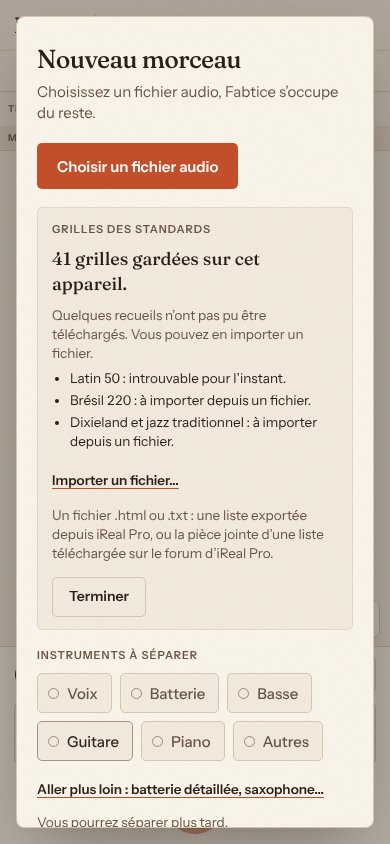 Nouveau morceau
Choisissez un fichier audio, Fabtice s’occupe
du reste.
Choisir un fichier audio
GRILLES DES STANDARDS
41 grilles gardées sur cet
appareil.
Quelques recueils n’ont pas pu être
téléchargés. Vous pouvez en importer un
fichier.
• Latin 50 : introuvable pour l’instant.
• Brésil 220 : à importer depuis un fichier.
• Dixieland et jazz traditionnel : à importer
depuis un fichier.
Importer un fichier...
Un fichier .html ou .txt : une liste exportée
depuis iReal Pro, ou la pièce jointe d’une liste
téléchargée sur le forum d’iReal Pro.
Terminer
INSTRUMENTS À SÉPARER
Voix
Batterie
Basse
Guitare
Piano
Autres
Aller plus loin : batterie détaillée, saxophone...
Vous pourrez séparer plus tard.